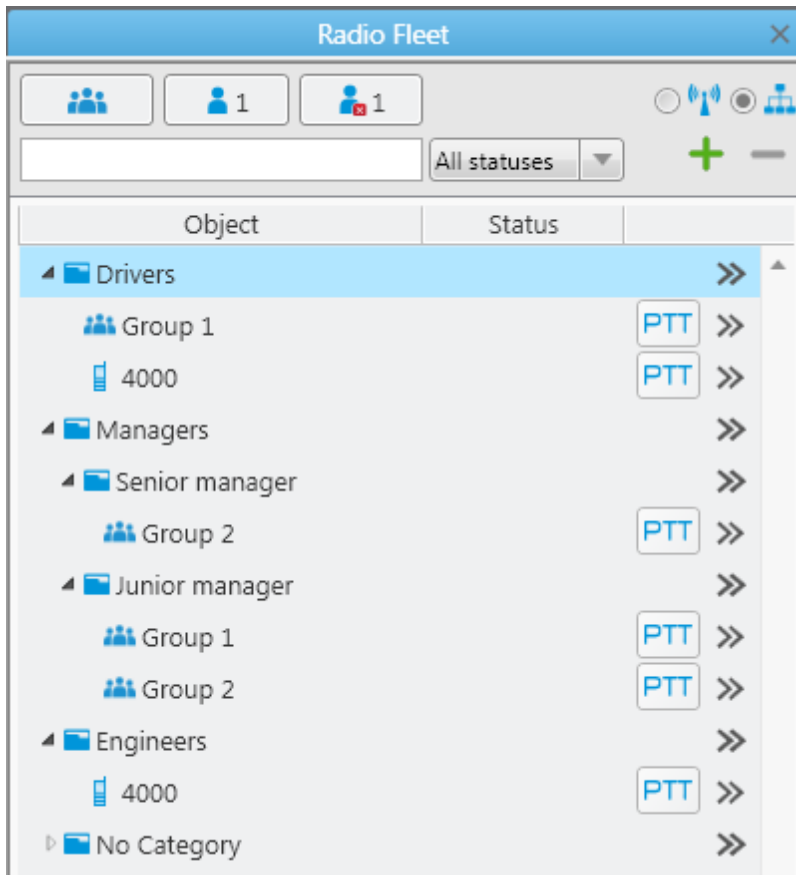 Radio Fleet
1 1
All statuses
Object Status
Drivers
Group 1 PTT
4000 PTT
Managers
Senior manager
Group 2 PTT
Junior manager
Group 1 PTT
Group 2 PTT
Engineers
4000 PTT
No Category